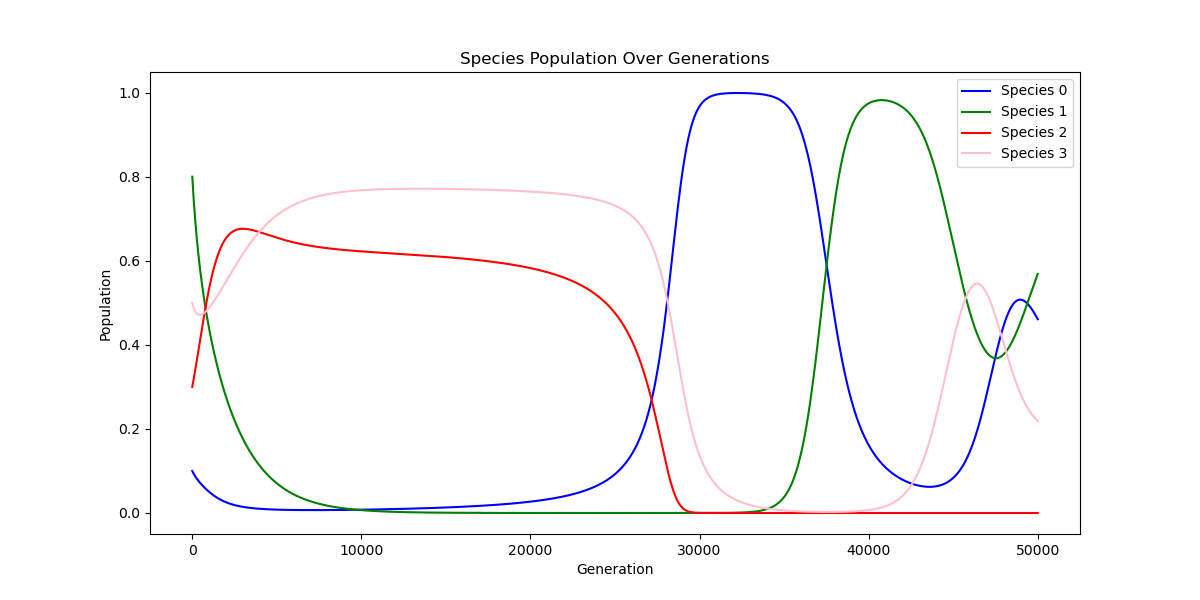 Species Population Over Generations
Species 0
Species 1
Species 2
Species 3
Population
1.0
0.8
0.6
0.4
0.2
0.0
0 10000 20000 30000 40000 50000
Generation